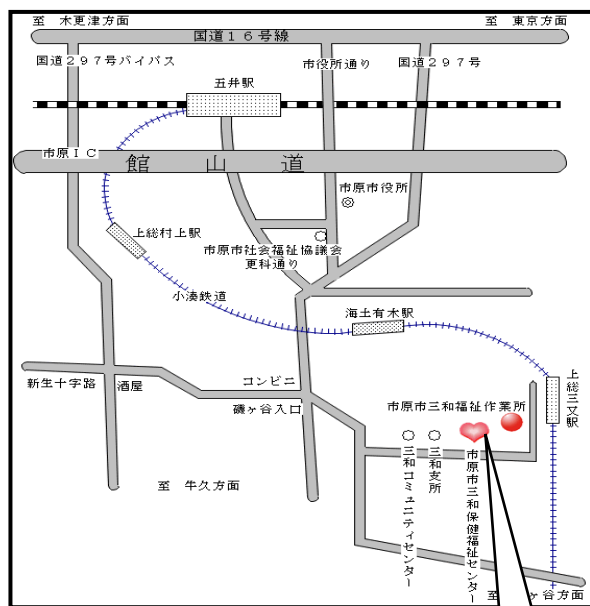 至 木更津方面
至 東京方面
国道１６号線
国道２９７号バイパス
市役所通り
国道２９７号
五井駅
市原ＩＣ
館山道
市原市役所
上総村上駅
市原市社会福祉協議会
更科通り
小湊鉄道
海土有木駅
新生十字路
酒屋
コンビニ
磯ヶ谷入口
上総三又駅
市原市三和福祉作業所
三和コミュニティセンター
三和支所
市原市三和保健福祉センター
至 牛久方面
至
ヶ谷方面